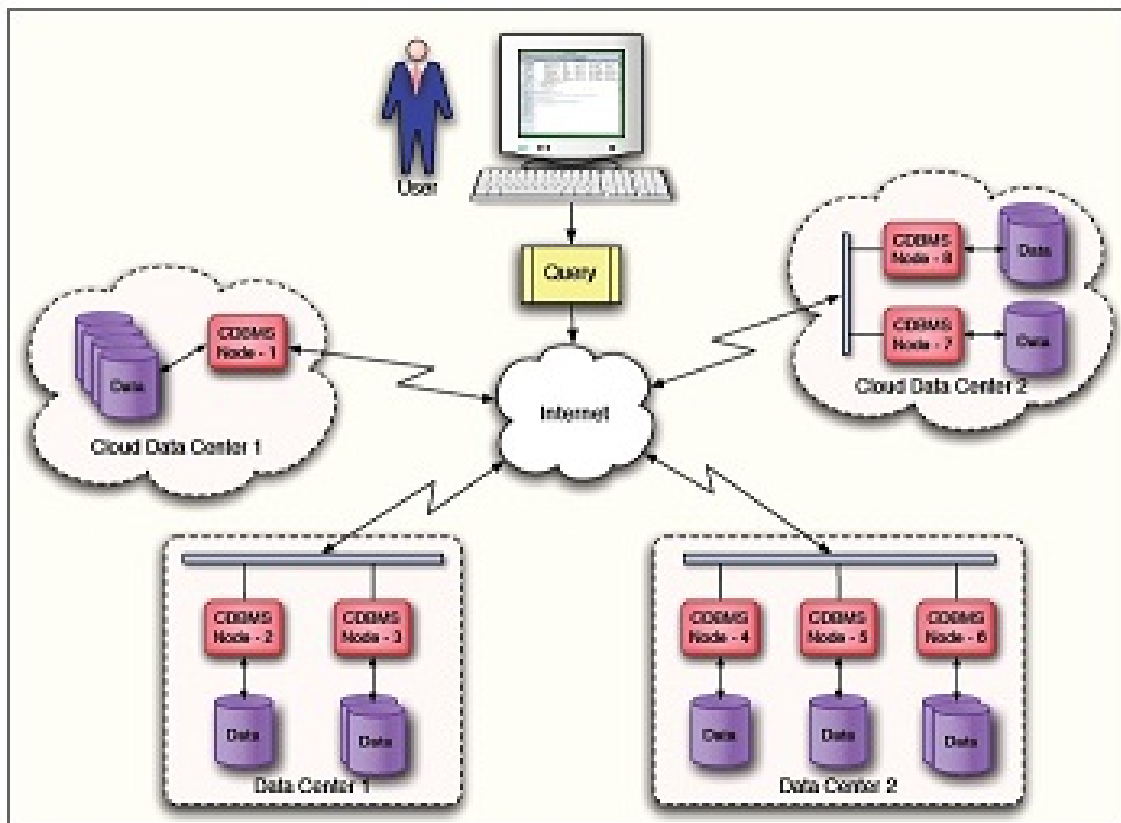 User
Query
CDBMS
Node - 8
Data
CDBMS
Node - 7
Data
Cloud Data Center 2
CDBMS
Node - 1
Data
Cloud Data Center 1
Internet
CDBMS
Node - 2
CDBMS
Node - 3
Data
Data
Data Center 1
CDBMS
Node - 4
CDBMS
Node - 5
CDBMS
Node - 6
Data
Data
Data
Data Center 2